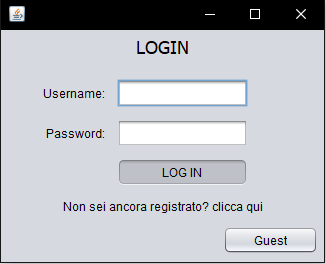 LOGIN
Username:
Password:
LOG IN
Non sei ancora registrato? clicca qui
Guest